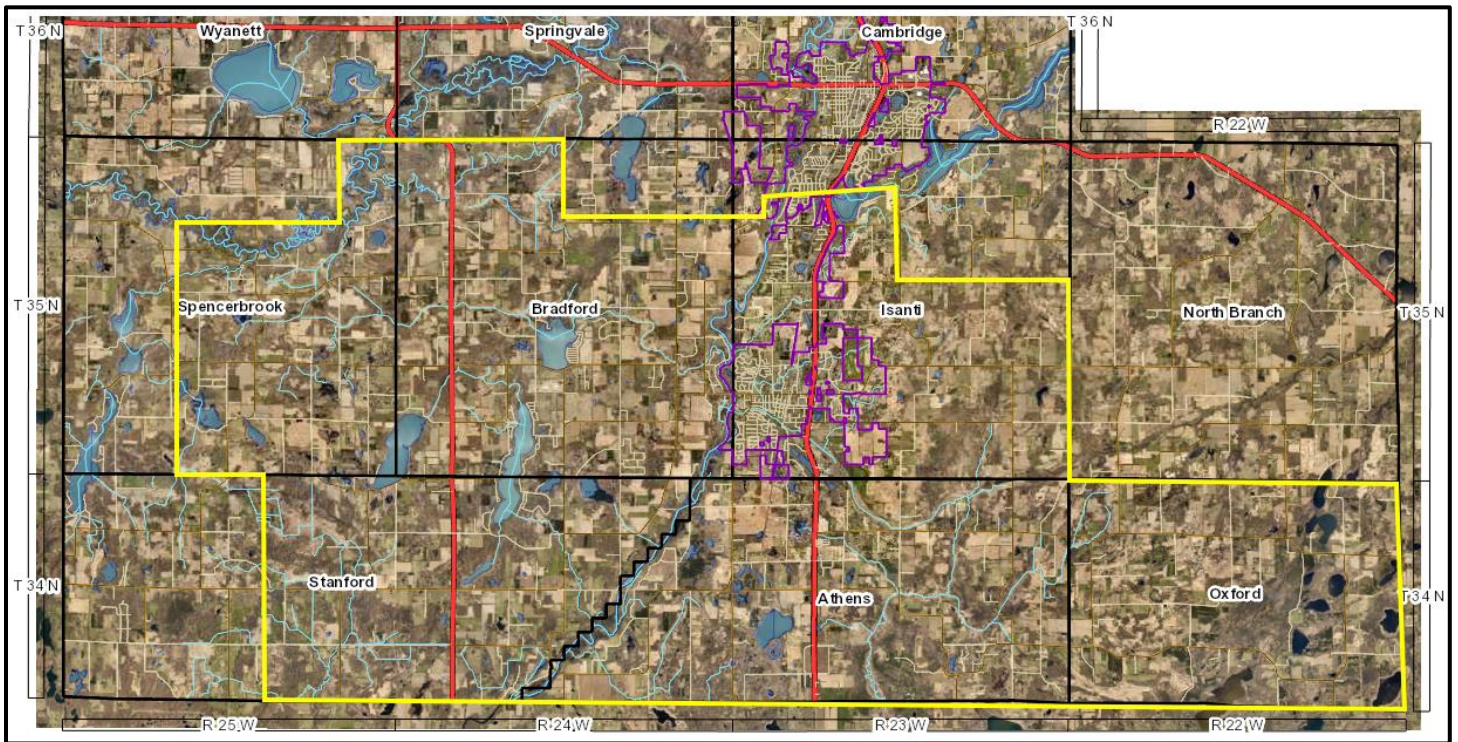 T 36 N
Wyanett
Springvale
Cambridge
T 36 N
R 22 W
T 35 N
Spencerbrook
Bradford
Isanti
North Branch
T 35 N
T 34 N
Stanford
Athens
Oxford
T 34 N
R 25 W
R 24 W
R 23 W
R 22 W